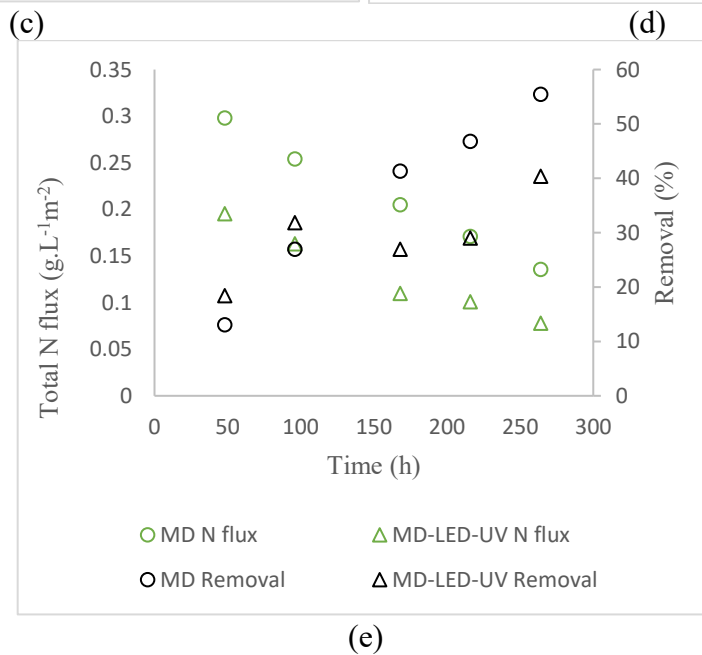 (c) (d)
0.35 60
0.3 50
0.25 40
0.2 30
0.15 20
0.1 10
0.05 0
0
Total N flux (g.L⁻¹m⁻²)
Removal (%)
0 50 100 150 200 250 300
Time (h)
MD N flux MD-LED-UV N flux
MD Removal MD-LED-UV Removal
(e)